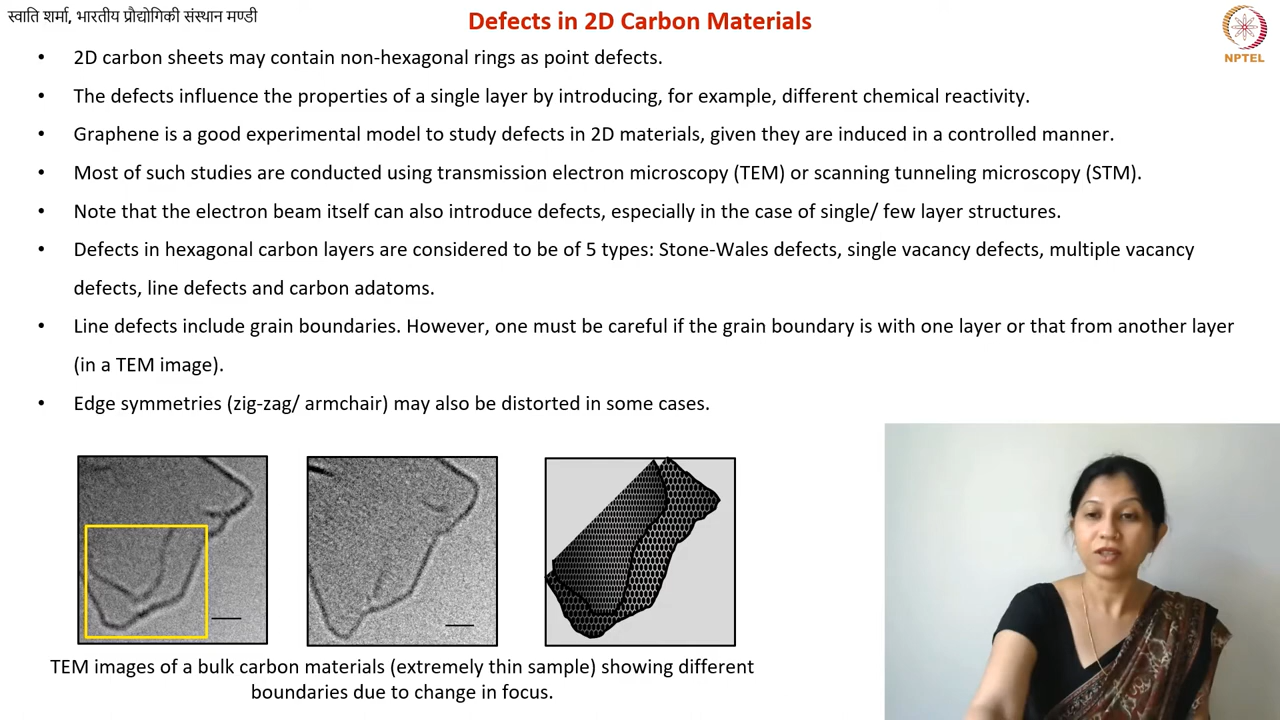 स्वाति शर्मा, भारतीय प्रौद्योगिकी संस्थान मण्डी
Defects in 2D Carbon Materials
NPTEL
• 2D carbon sheets may contain non-hexagonal rings as point defects.
• The defects influence the properties of a single layer by introducing, for example, different chemical reactivity.
• Graphene is a good experimental model to study defects in 2D materials, given they are induced in a controlled manner.
• Most of such studies are conducted using transmission electron microscopy (TEM) or scanning tunneling microscopy (STM).
• Note that the electron beam itself can also introduce defects, especially in the case of single/ few layer structures.
• Defects in hexagonal carbon layers are considered to be of 5 types: Stone-Wales defects, single vacancy defects, multiple vacancy
defects, line defects and carbon adatoms.
• Line defects include grain boundaries. However, one must be careful if the grain boundary is with one layer or that from another layer
(in a TEM image).
• Edge symmetries (zig-zag/ armchair) may also be distorted in some cases.
TEM images of a bulk carbon materials (extremely thin sample) showing different
boundaries due to change in focus.